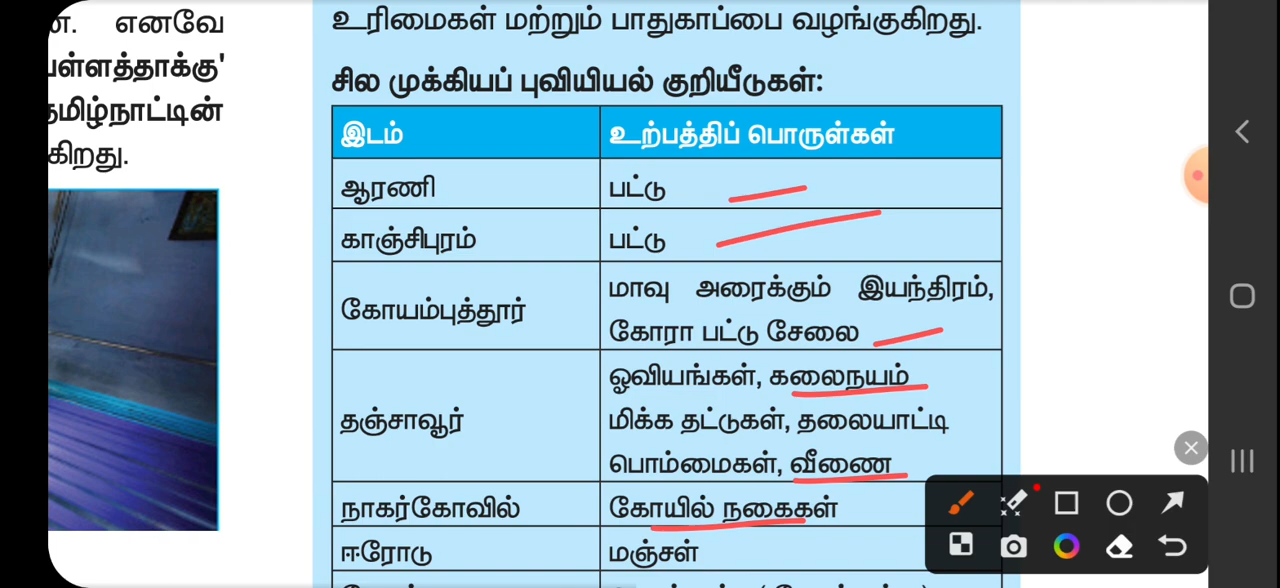 ன. எனவே
பள்ளத்தாக்கு'
தமிழ்நாட்டின்
கிறது.
உரிமைகள் மற்றும் பாதுகாப்பை வழங்குகிறது.
சில முக்கியப் புவியியல் குறியீடுகள்:
இடம் உற்பத்திப் பொருள்கள்
ஆரணி பட்டு
காஞ்சிபுரம் பட்டு
கோயம்புத்தூர் மாவு அரைக்கும் இயந்திரம்,
கோரா பட்டு சேலை
தஞ்சாவூர் ஓவியங்கள், கலைநயம்
மிக்க தட்டுகள், தலையாட்டி
பொம்மைகள், வீணை
நாகர்கோவில் கோயில் நகைகள்
ஈரோடு மஞ்சள்